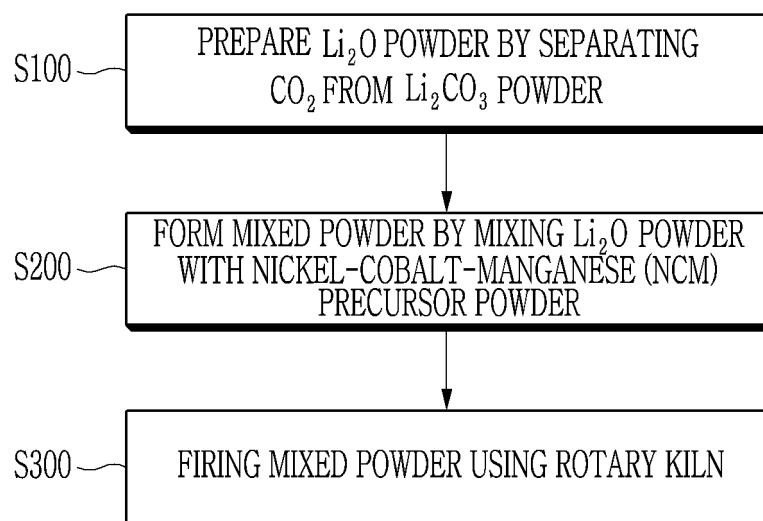 S100
PREPARE Li₂O POWDER BY SEPARATING
CO₂ FROM Li₂CO₃ POWDER
S200
FORM MIXED POWDER BY MIXING Li₂O POWDER
WITH NICKEL-COBALT-MANGANESE (NCM)
PRECURSOR POWDER
S300
FIRING MIXED POWDER USING ROTARY KILN